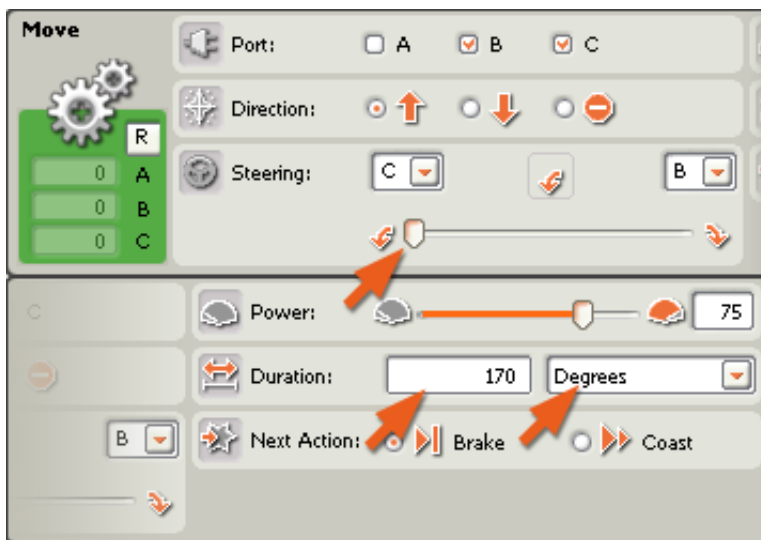 Move
Port: A B C
Direction:
R
0 A
Steering: C B
0 B
0 C
C Power: 75
Duration: 170 Degrees
B Next Action: Brake Coast